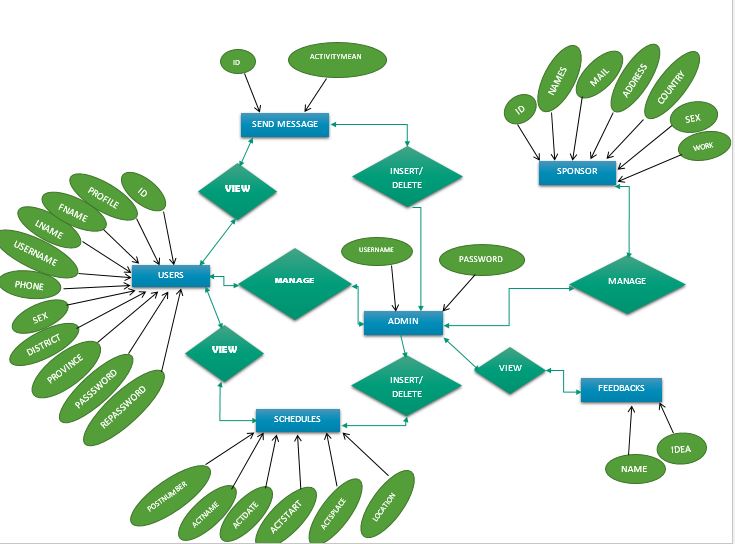 ID
ACTIVITYMEAN
SEND MESSAGE
ID
NAMES
MAIL
ADDRESS
COUNTRY
SEX
WORK
SPONSOR
VIEW
INSERT/
DELETE
ID
PROFILE
FNAME
LNAME
USERNAME
PHONE
SEX
DISTRICT
PROVINCE
PASSSWORD
REPASSWORD
USERS
MANAGE
USERNAME
PASSWORD
ADMIN
MANAGE
VIEW
INSERT/
DELETE
VIEW
FEEDBACKS
NAME
IDEA
SCHEDULES
POSTNUMBER
ACTNAME
ACTDATE
ACTSTART
ACTSPLACE
LOCATION